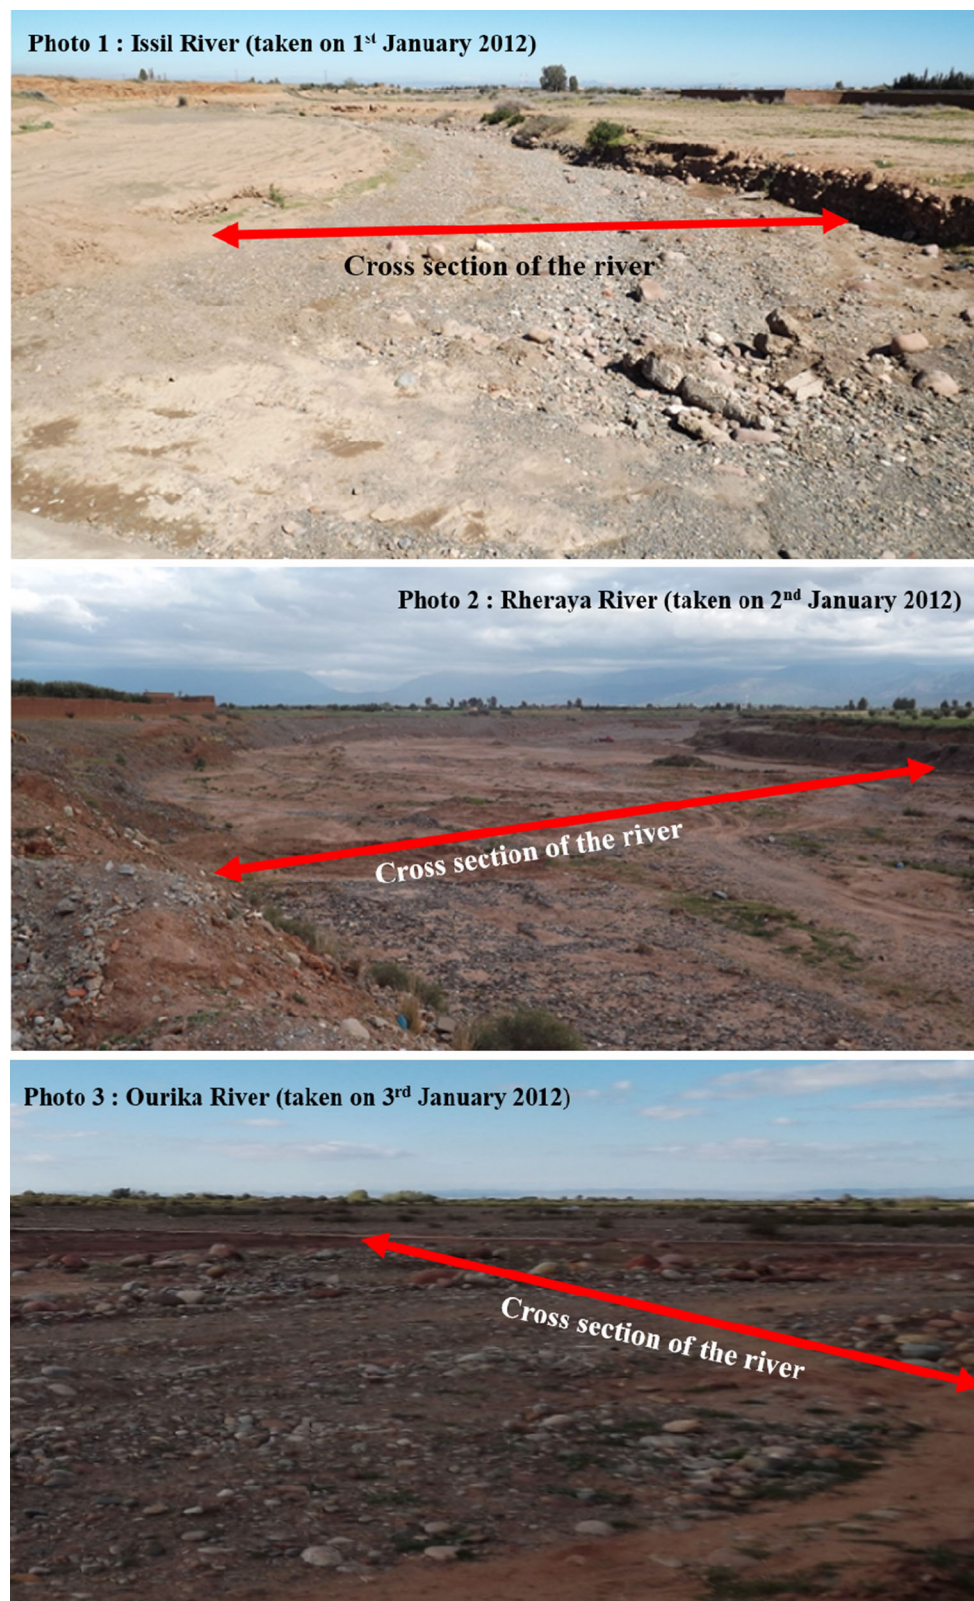 Photo 1 : Issil River (taken on 1st January 2012)
Cross section of the river
Photo 2 : Rheraya River (taken on 2nd January 2012)
Cross section of the river
Photo 3 : Ourika River (taken on 3rd January 2012)
Cross section of the river